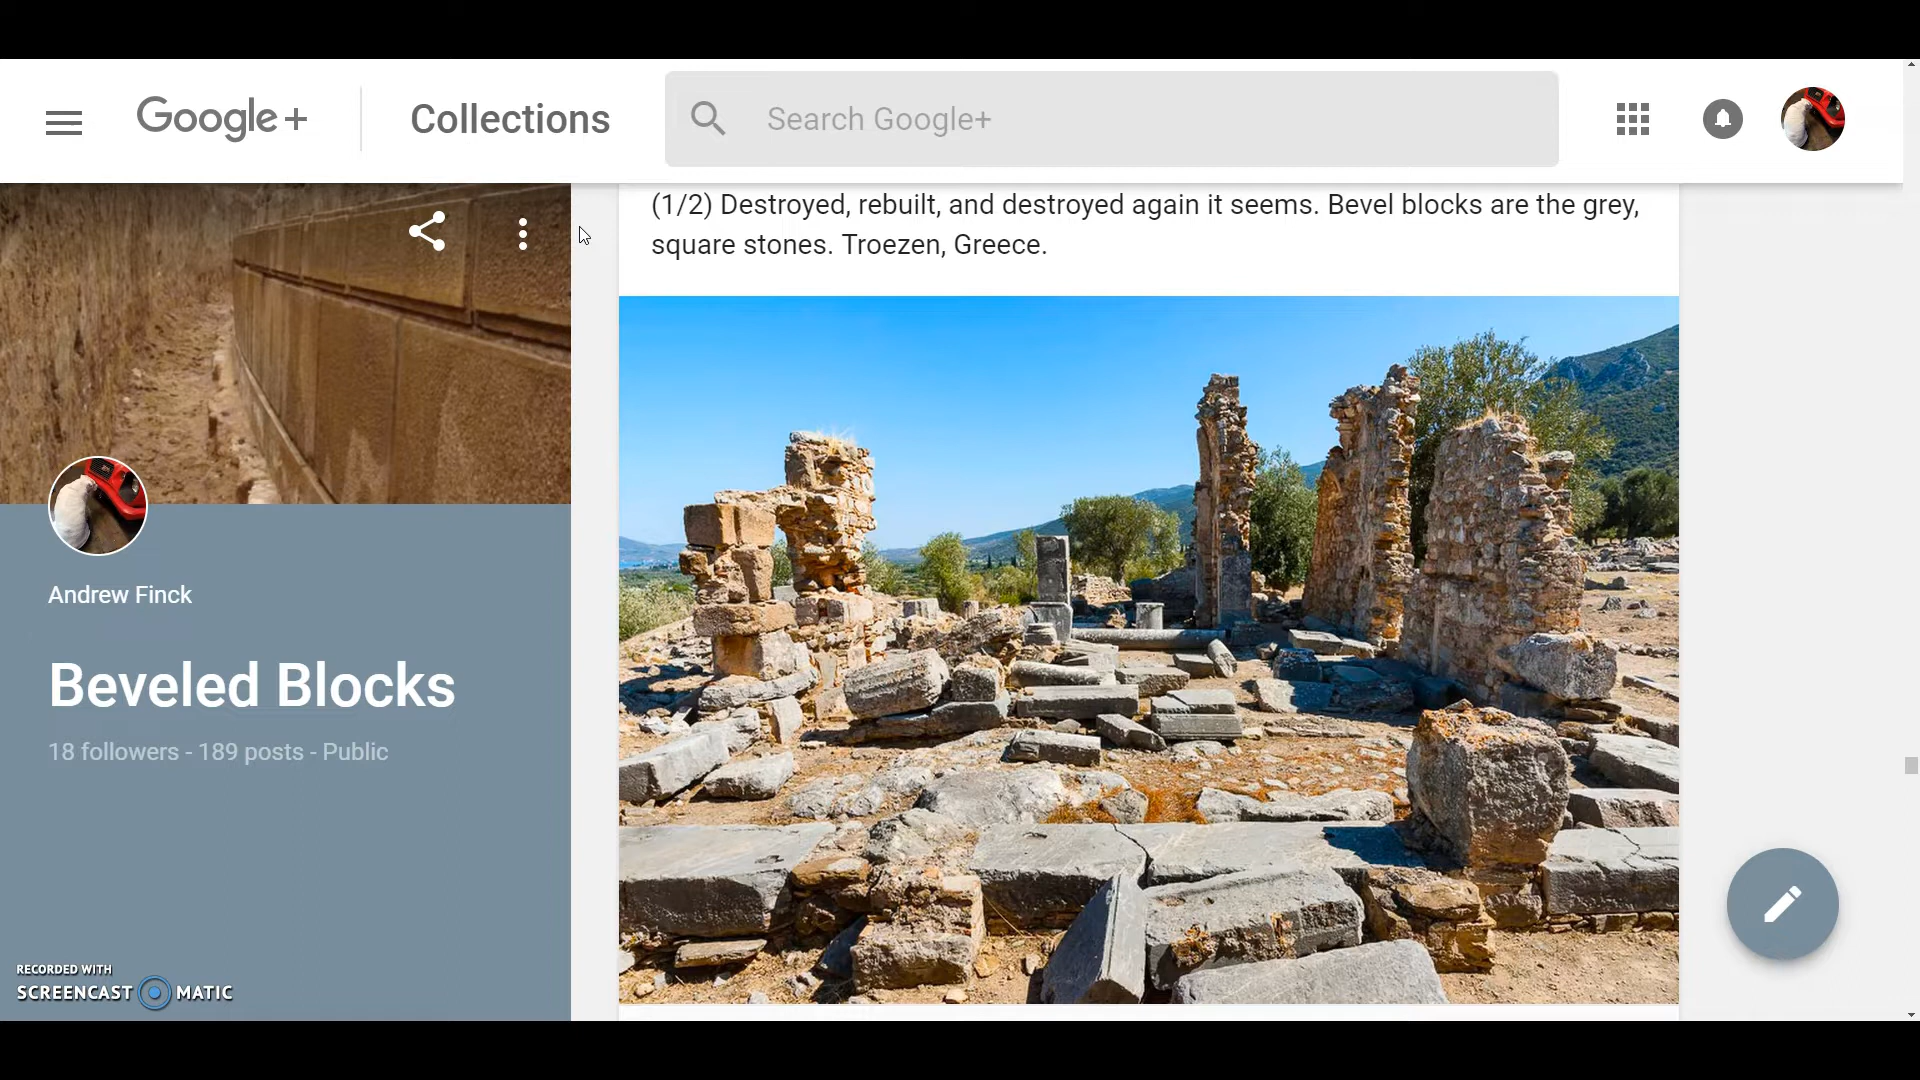 Google+
Collections
Search Google+
(1/2) Destroyed, rebuilt, and destroyed again it seems. Bevel blocks are the grey,
square stones. Troezen, Greece.
Andrew Finck
Beveled Blocks
18 followers - 189 posts - Public
RECORDED WITH
SCREENCAST MATIC